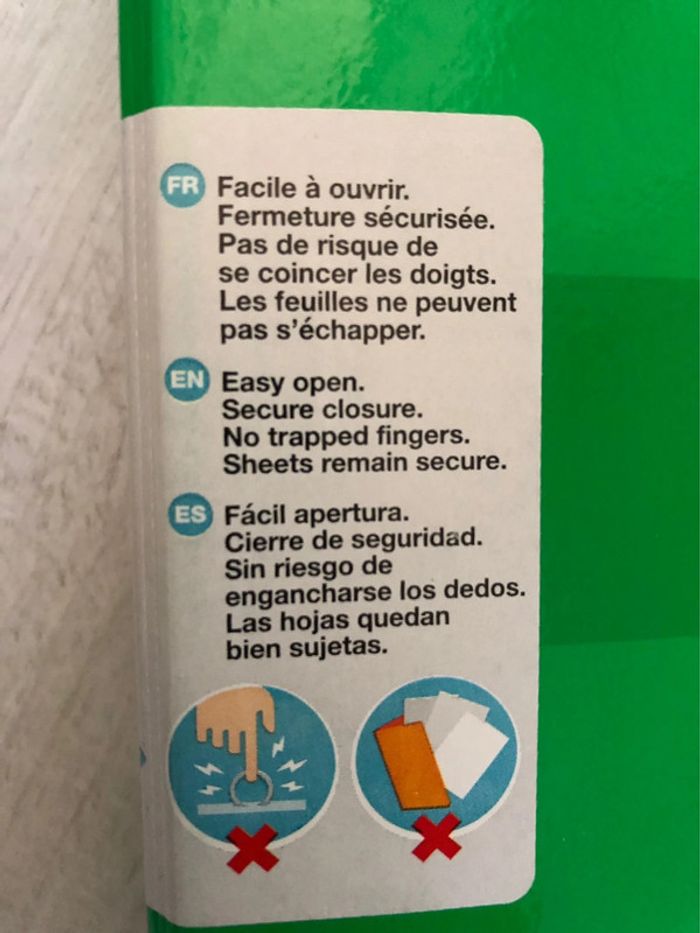 FR Facile à ouvrir.
Fermeture sécurisée.
Pas de risque de
se coincer les doigts.
Les feuilles ne peuvent
pas s'échapper.
EN Easy open.
Secure closure.
No trapped fingers.
Sheets remain secure.
ES Fácil apertura.
Cierre de seguridad.
Sin riesgo de
engancharse los dedos.
Las hojas quedan
bien sujetas.